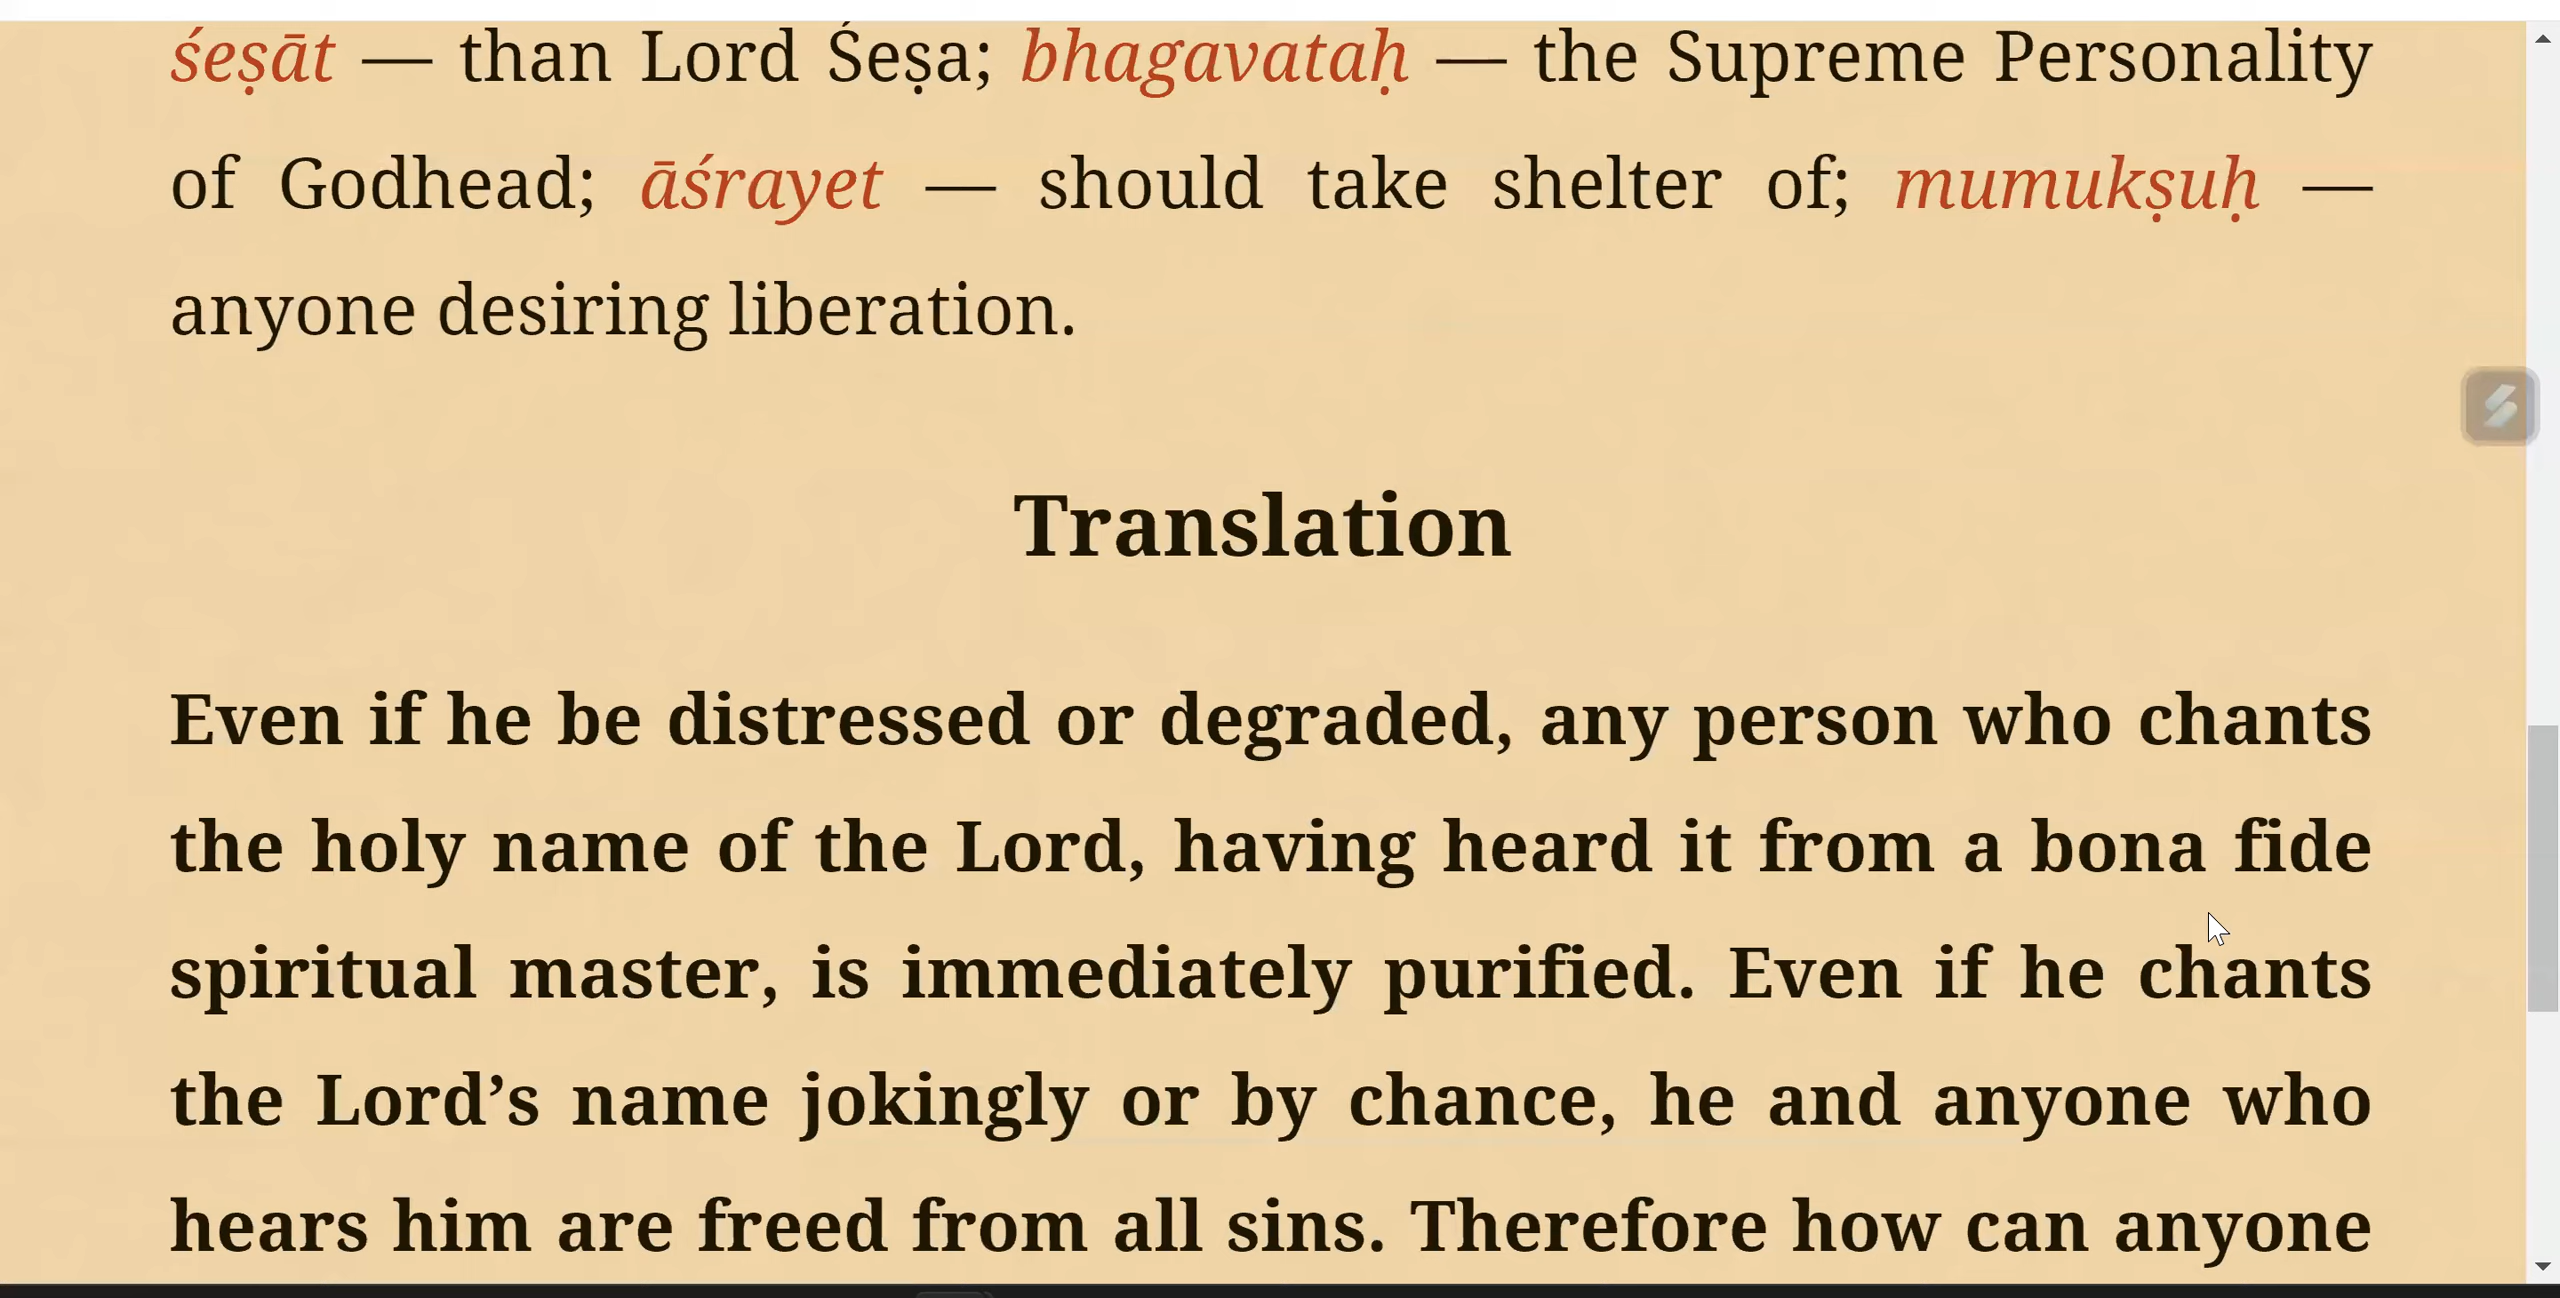 śeṣāt — than Lord Śeṣa; bhagavataḥ — the Supreme Personality
of Godhead; āśrayet — should take shelter of; mumukṣuḥ —
anyone desiring liberation.
Translation
Even if he be distressed or degraded, any person who chants
the holy name of the Lord, having heard it from a bona fide
spiritual master, is immediately purified. Even if he chants
the Lord’s name jokingly or by chance, he and anyone who
hears him are freed from all sins. Therefore how can anyone